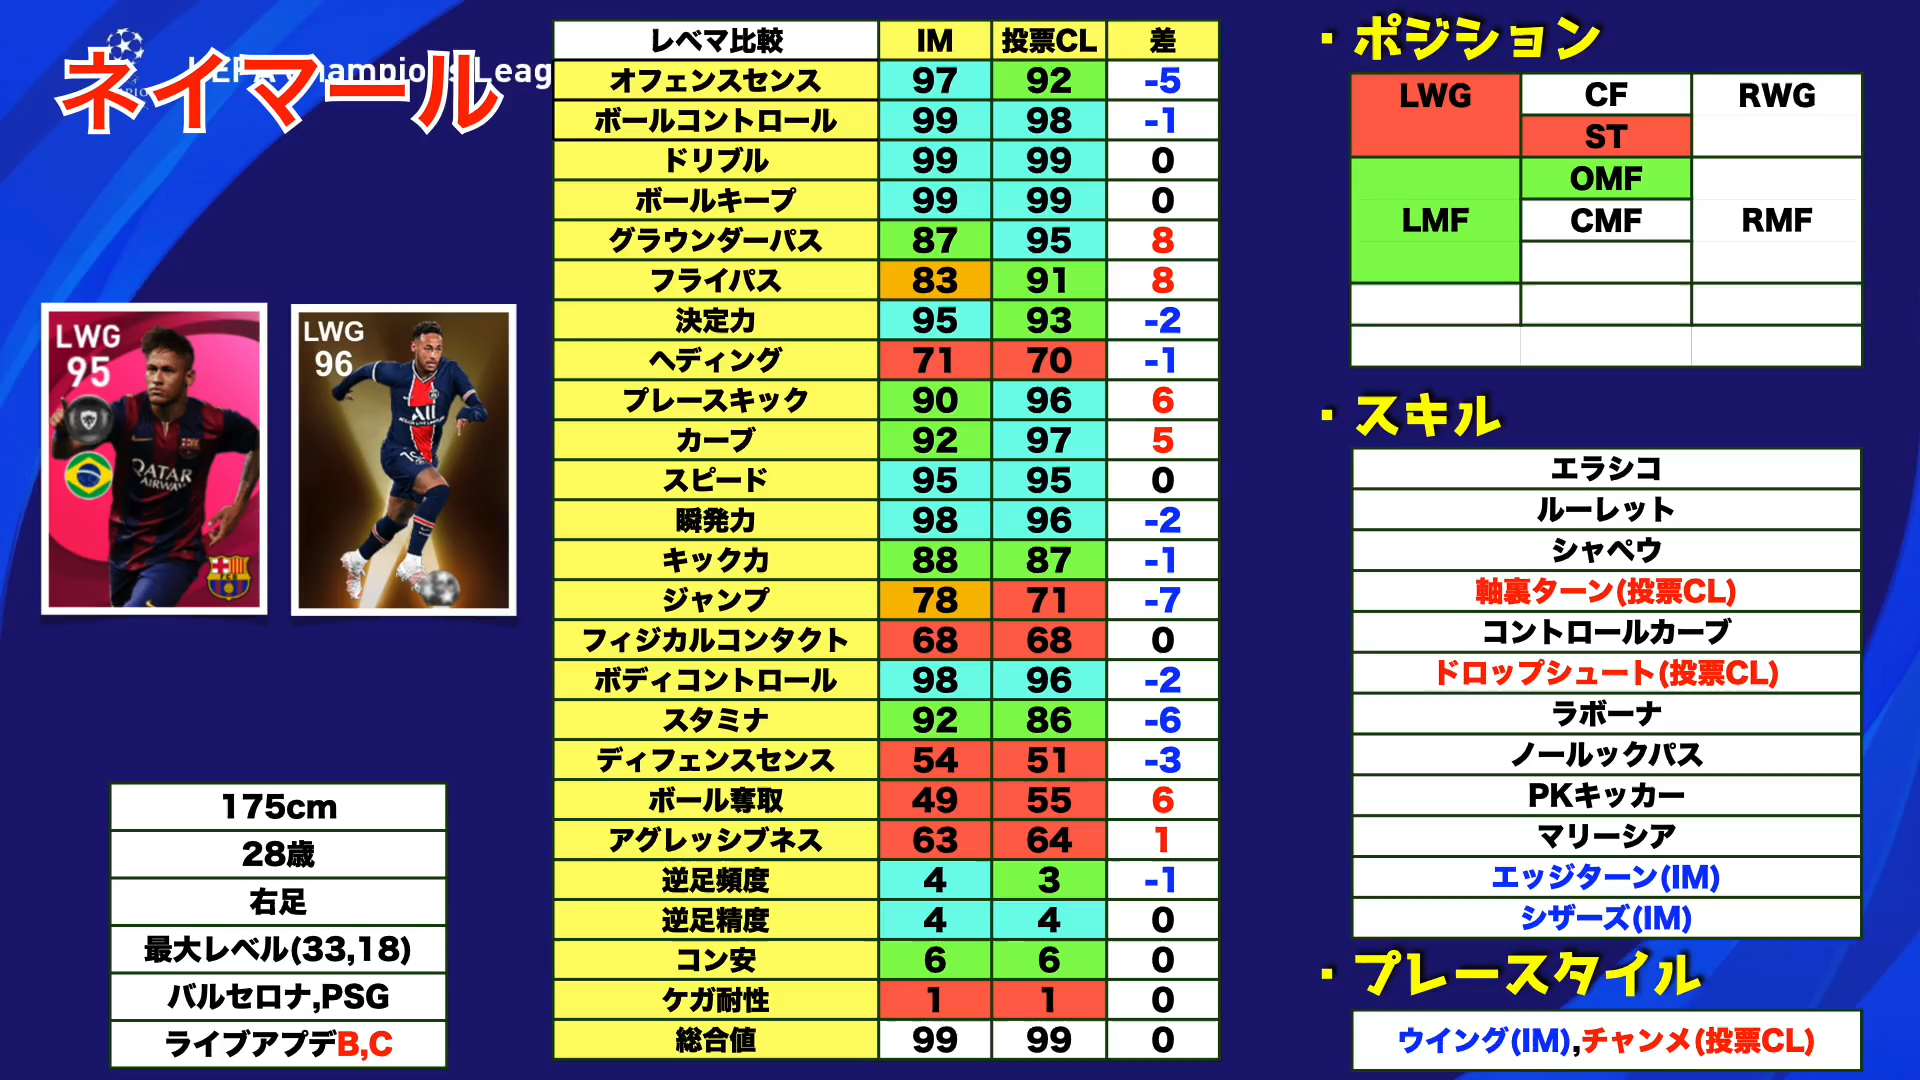 ネイマール
UEFA Champions Leag
LWG
95
QATAR
AIRWAY
FCB
LWG
96
175cm
28歳
右足
最大レベル(33,18)
バルセロナ,PSG
ライブアプデB,C
レベマ比較 IM 投票CL 差
オフェンスセンス 97 92 -5
ボールコントロール 99 98 -1
ドリブル 99 99 0
ボールキープ 99 99 0
グラウンダーパス 87 95 8
フライパス 83 91 8
決定力 95 93 -2
ヘディング 71 70 -1
プレースキック 90 96 6
カーブ 92 97 5
スピード 95 95 0
瞬発力 98 96 -2
キック力 88 87 -1
ジャンプ 78 71 -7
フィジカルコンタクト 68 68 0
ボディコントロール 98 96 -2
スタミナ 92 86 -6
ディフェンスセンス 54 51 -3
ボール奪取 49 55 6
アグレッシブネス 63 64 1
逆足頻度 4 3 -1
逆足精度 4 4 0
コン安 6 6 0
ケガ耐性 1 1 0
総合値 99 99 0
・ポジション
LWG CF RWG
ST
OMF
LMF CMF RMF
・スキル
エラシコ
ルーレット
シャペウ
軸裏ターン(投票CL)
コントロールカーブ
ドロップシュート(投票CL)
ラボーナ
ノールックパス
PKキッカー
マリーシア
エッジターン(IM)
シザーズ(IM)
・プレースタイル
ウイング(IM),チャンメ(投票CL)